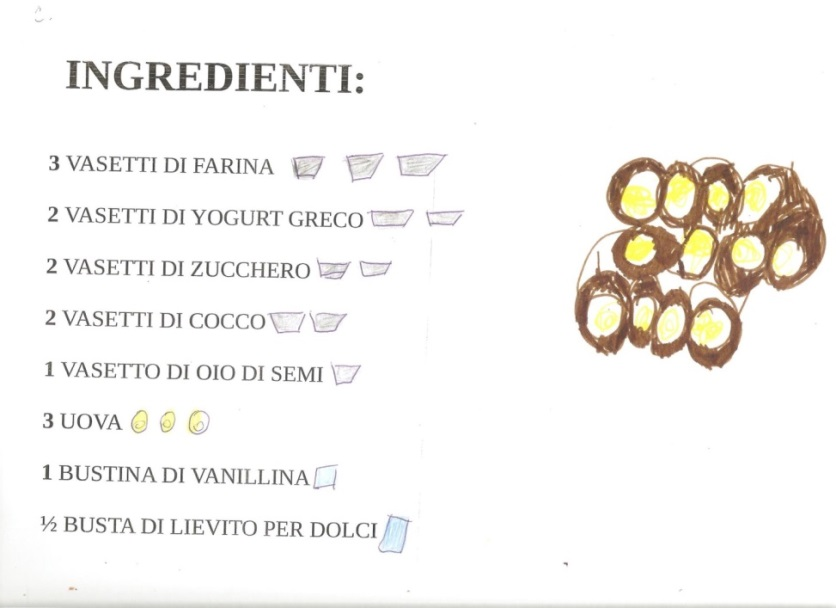 INGREDIENTI:
3 VASETTI DI FARINA
2 VASETTI DI YOGURT GRECO
2 VASETTI DI ZUCCHERO
2 VASETTI DI COCCO
1 VASETTO DI OIO DI SEMI
3 UOVA
1 BUSTINA DI VANILLINA
½ BUSTA DI LIEVITO PER DOLCI